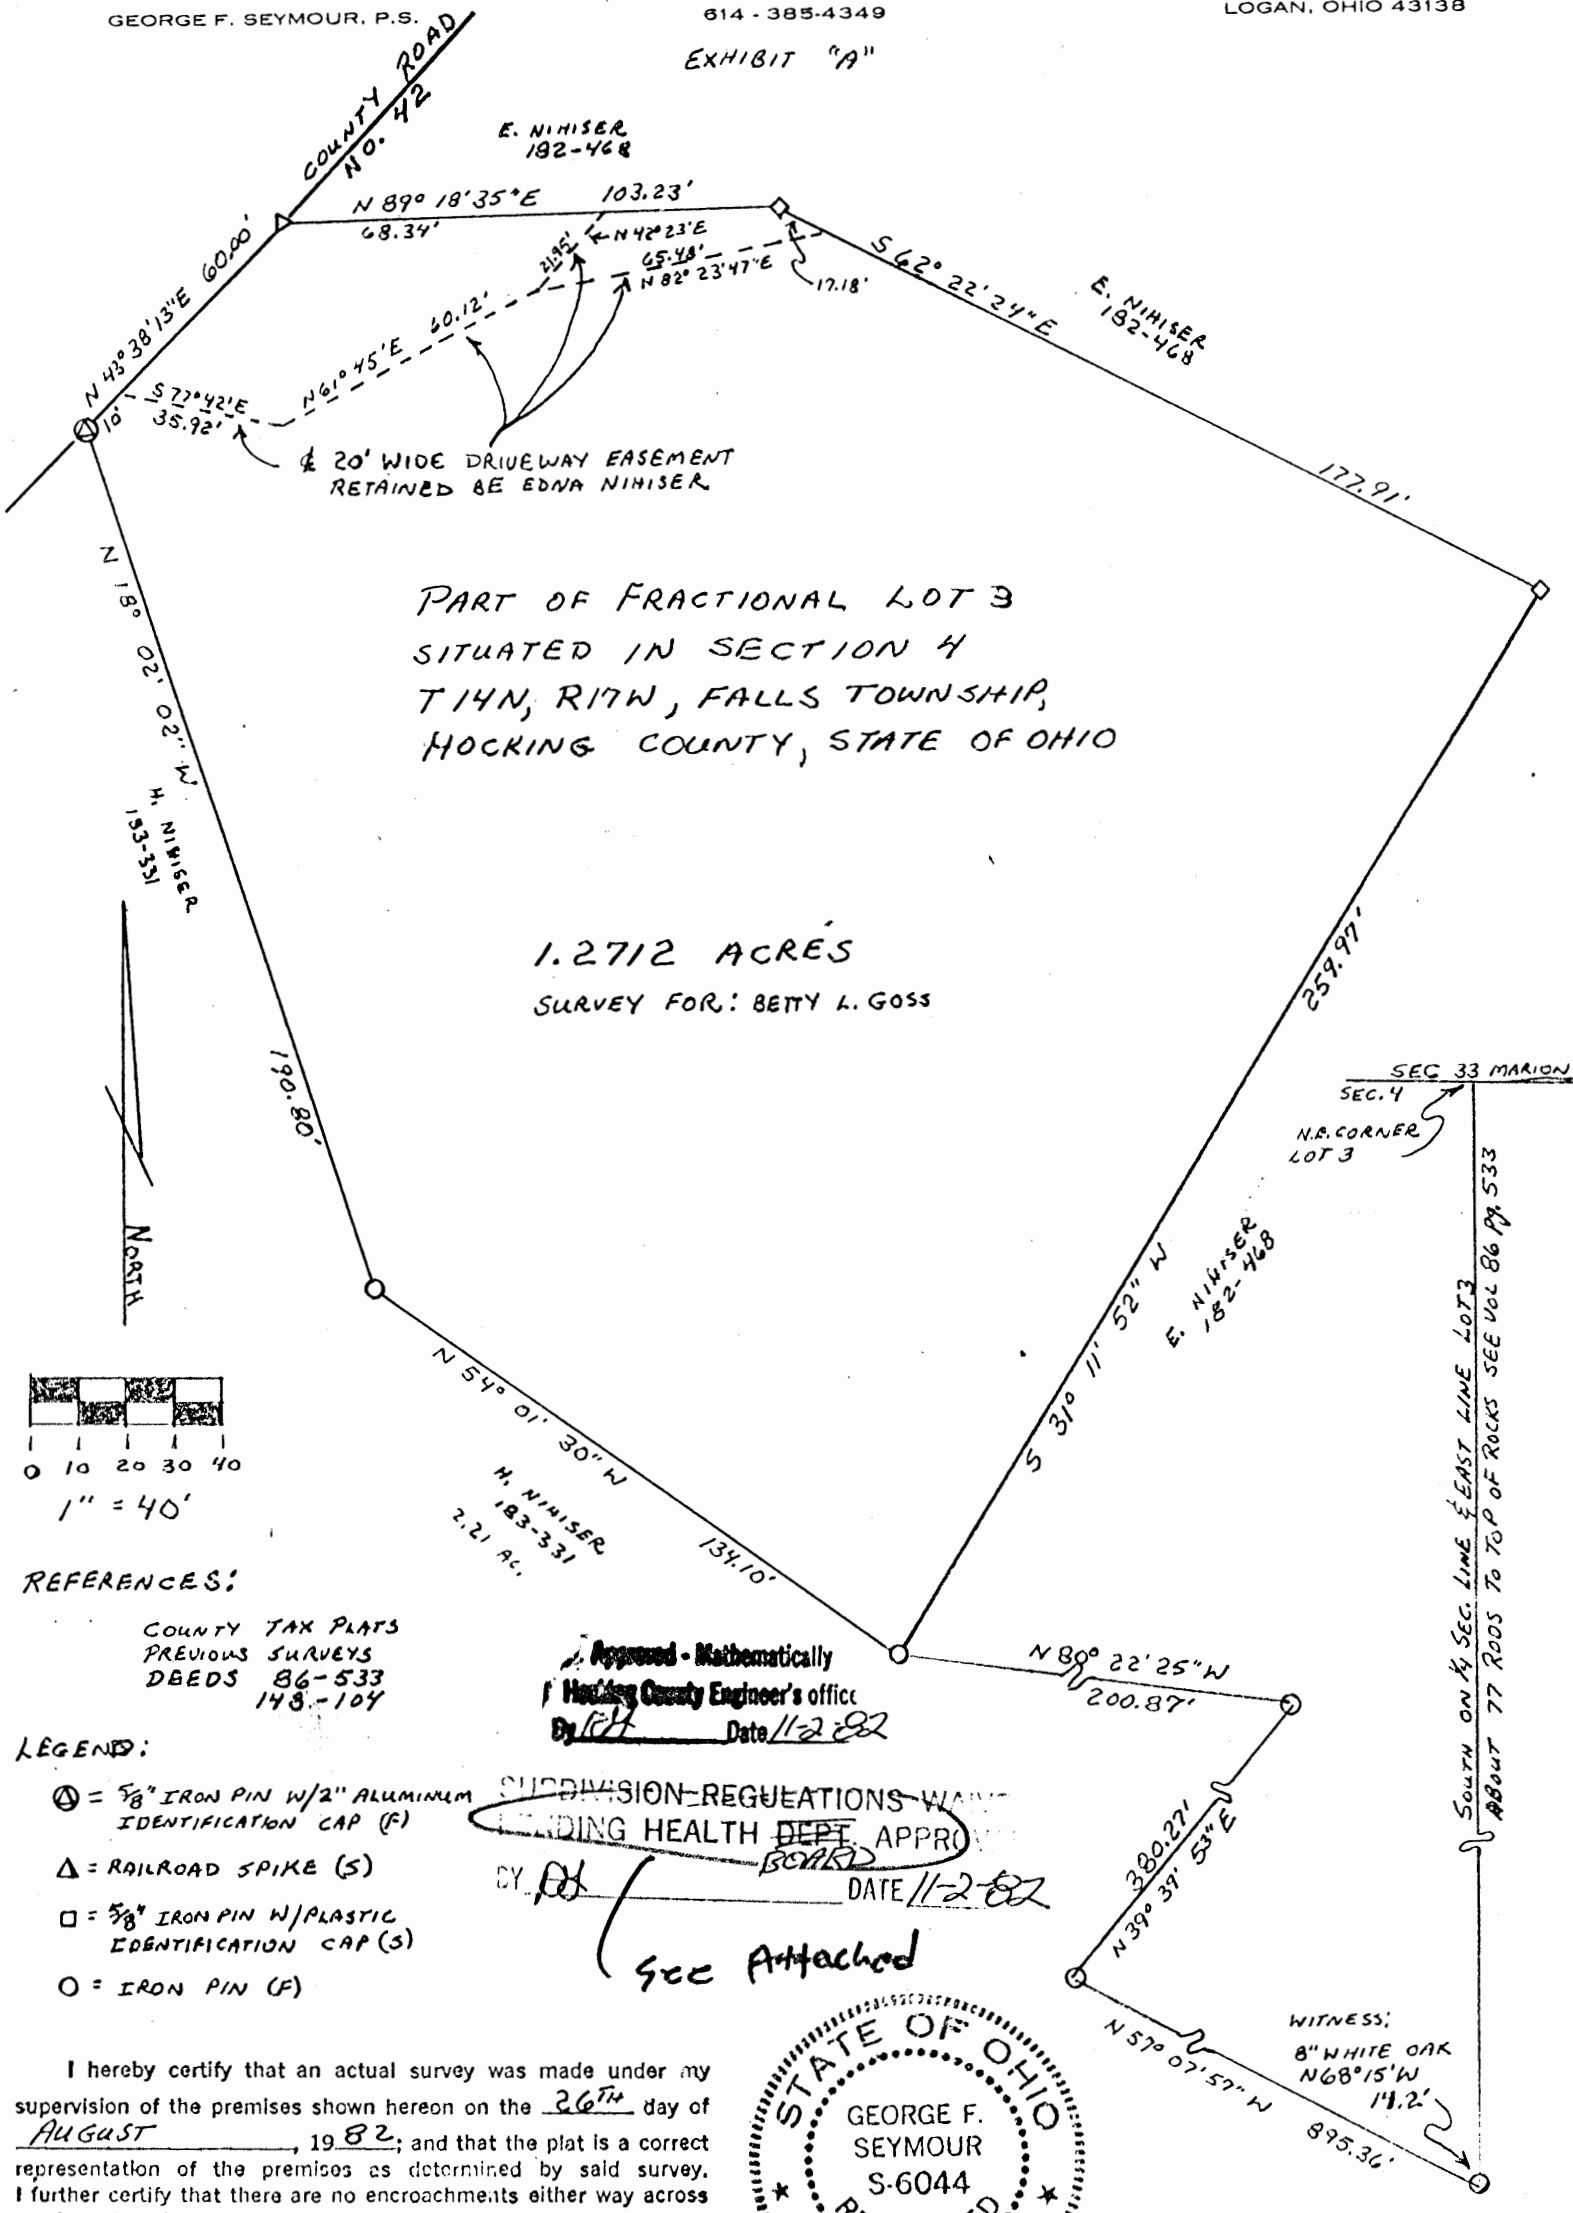 GEORGE F. SEYMOUR, P.S.
614 - 385-4349
LOGAN, OHIO 43138
EXHIBIT "A"
COUNTY ROAD
NO. 42
E. NIHISER
182-468
N 89° 18' 35" E 103.23'
68.34'
N 43° 38' 13" E 60.00'
21.95'
N 42° 23' E
65.48'
N 82° 23' 47" E
17.18'
S 62° 22' 24" E
177.91'
E. NIHISER
182-468
N 61° 45' E 60.12'
S 77° 42' E
35.92'
10'
℄ 20' WIDE DRIVEWAY EASEMENT
RETAINED BE EDNA NIHISER
N 18° 02' 02" W
190.80'
H. NIHISER
183-331
PART OF FRACTIONAL LOT 3
SITUATED IN SECTION 4
T 14N, R17W, FALLS TOWNSHIP,
HOCKING COUNTY, STATE OF OHIO
1.2712 ACRES
SURVEY FOR: BETTY L. GOSS
259.97'
S 31° 11' 52" W
E. NIHISER
182-468
SEC 33 MARION
SEC. 4
N.E. CORNER
LOT 3
SOUTH ON 1/4 SEC. LINE & EAST LINE LOT 3
ABOUT 77 RODS TO TOP OF ROCKS SEE VOL 86 Pg. 533
NORTH
0 10 20 30 40
1" = 40'
N 54° 01' 30" W
134.10'
H. NIHISER
183-331
2.21 AC.
REFERENCES:
COUNTY TAX PLATS
PREVIOUS SURVEYS
DEEDS 86-533
148-104
Approved - Mathematically
Hocking County Engineer's office
By Date 11-2-82
N 80° 22' 25" W
200.87'
LEGEND:
= 5/8" IRON PIN W/2" ALUMINUM
IDENTIFICATION CAP (F)
△ = RAILROAD SPIKE (S)
□ = 5/8" IRON PIN W/PLASTIC
IDENTIFICATION CAP (S)
O = IRON PIN (F)
SUBDIVISION REGULATIONS
PENDING HEALTH DEPT. APPROV
BOARD
BY DATE 11-2-82
See Attached
380.27'
N 39° 39' 53" E
N 57° 07' 57" W
895.36'
WITNESS:
8" WHITE OAK
N68°15'W
14.2'
I hereby certify that an actual survey was made under my
supervision of the premises shown hereon on the 26TH day of
AUGUST, 1982; and that the plat is a correct
representation of the premises as determined by said survey.
I further certify that there are no encroachments either way across
STATE OF OHIO
GEORGE F.
SEYMOUR
S-6044